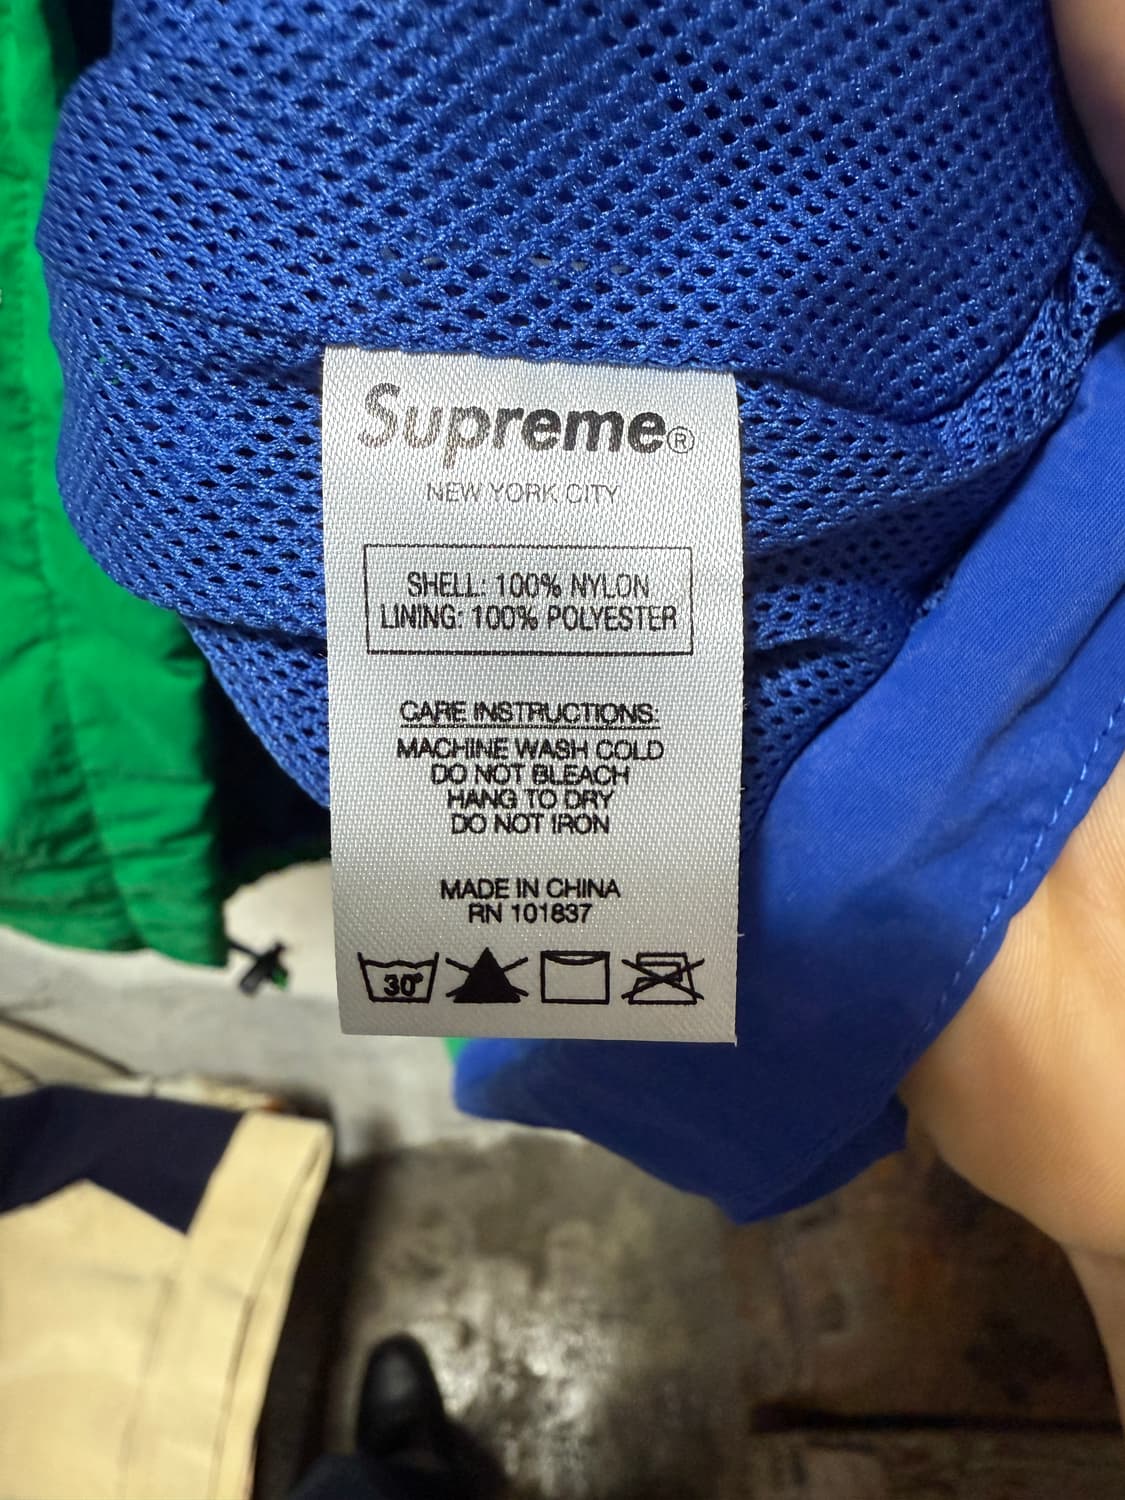 Supreme®
NEW YORK CITY
SHELL: 100% NYLON
LINING: 100% POLYESTER
CARE INSTRUCTIONS:
MACHINE WASH COLD
DO NOT BLEACH
HANG TO DRY
DO NOT IRON
MADE IN CHINA
RN 101837
30°